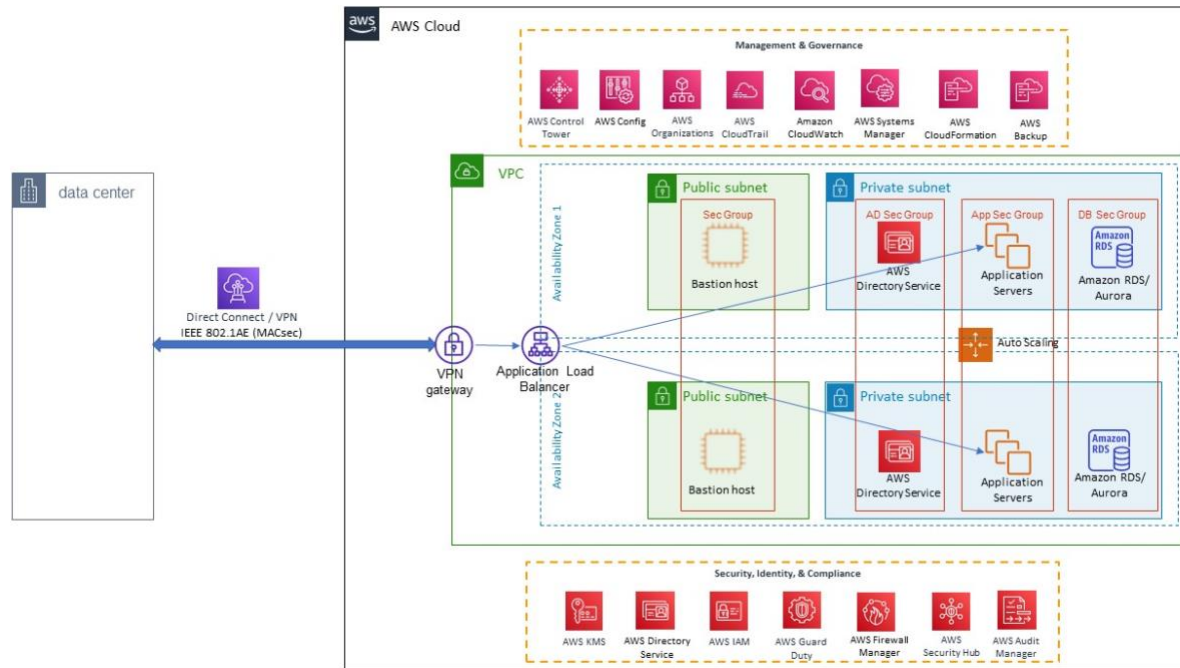 aws
AWS Cloud
Management & Governance
AWS Control
Tower
AWS Config
AWS
Organizations
AWS
CloudTrail
Amazon
CloudWatch
AWS Systems
Manager
AWS
CloudFormation
AWS
Backup
data center
Direct Connect / VPN
IEEE 802.1AE (MACsec)
VPC
VPN
gateway
Application Load
Balancer
Availability Zone 1
Public subnet
Sec Group
Bastion host
Private subnet
AD Sec Group
AWS
Directory Service
App Sec Group
Application
Servers
DB Sec Group
Amazon
RDS
Amazon RDS/
Aurora
Auto Scaling
Availability Zone 2
Public subnet
Bastion host
Private subnet
AWS
Directory Service
Application
Servers
Amazon
RDS
Amazon RDS/
Aurora
Security, Identity, & Compliance
AWS KMS
AWS Directory
Service
AWS IAM
AWS Guard
Duty
AWS Firewall
Manager
AWS
Security Hub
AWS Audit
Manager